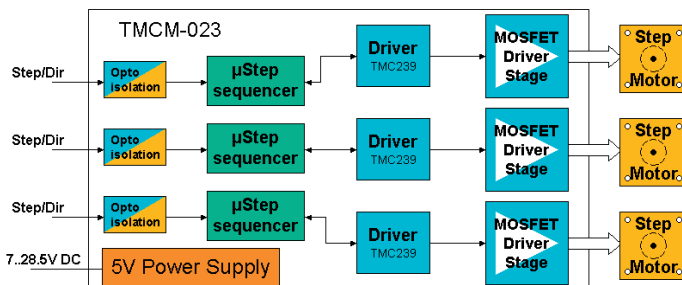 TMCM-023
Step/Dir
Opto
isolation
µStep
sequencer
Driver
TMC239
MOSFET
Driver
Stage
Step
Motor
Step/Dir
Opto
isolation
µStep
sequencer
Driver
TMC239
MOSFET
Driver
Stage
Step
Motor
Step/Dir
Opto
isolation
µStep
sequencer
Driver
TMC239
MOSFET
Driver
Stage
Step
Motor
7..28.5V DC
5V Power Supply